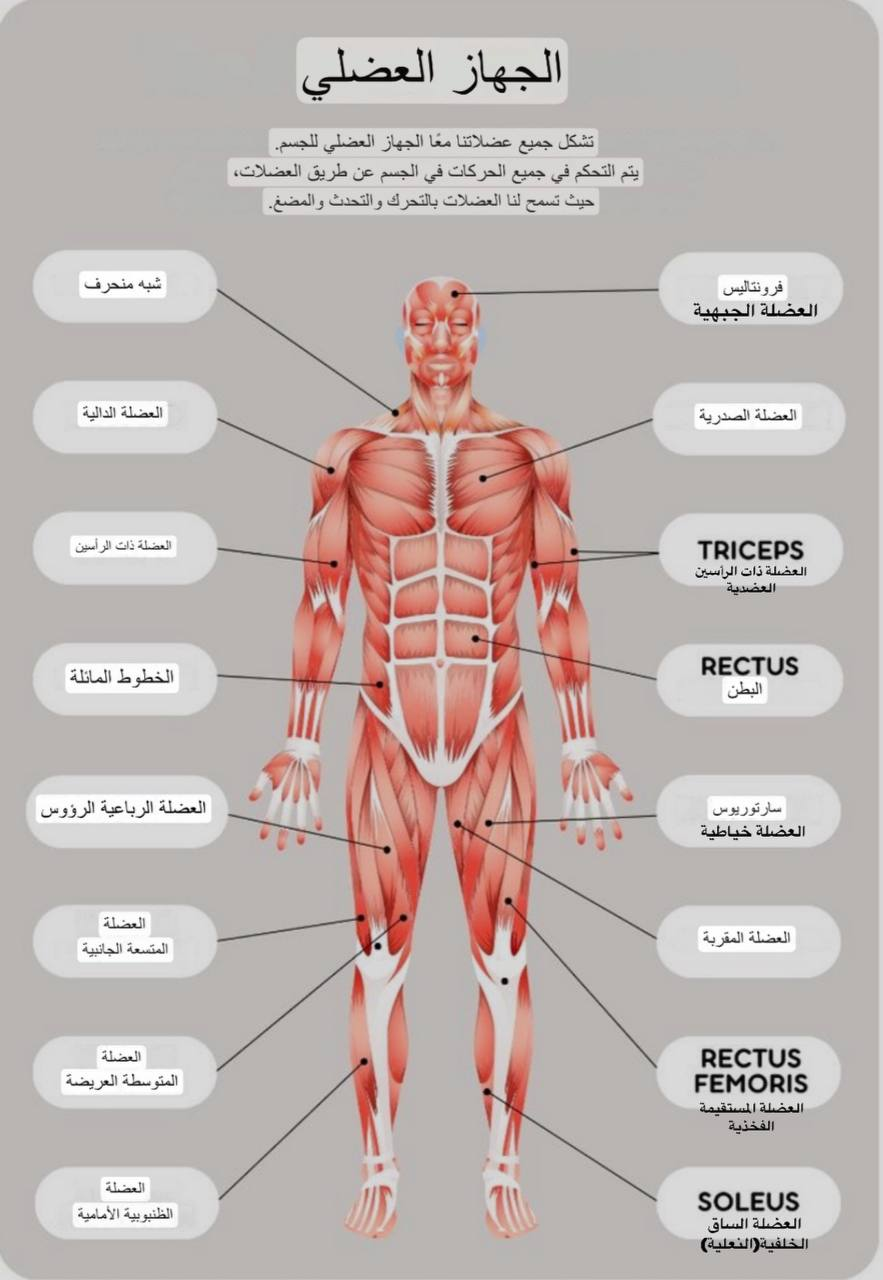 الجهاز العضلي
تشكل جميع عضلاتنا معًا الجهاز العضلي للجسم.
يتم التحكم في جميع الحركات في الجسم عن طريق العضلات،
حيث تسمح لنا العضلات بالتحرك والتحدث والمضغ.
فرونتاليس
العضلة الجبهية
شبه منحرف
العضلة الصدرية
العضلة الدالية
TRICEPS
العضلة ذات الرأسين
العضدية
العضلة ذات الرأسين
RECTUS
البطن
الخطوط المائلة
سارتوريوس
العضلة خياطية
العضلة الرباعية الرؤوس
العضلة المقربة
العضلة
المتسعة الجانبية
RECTUS
FEMORIS
العضلة المستقيمة
الفخذية
العضلة
المتوسطة العريضة
SOLEUS
العضلة الساق
الخلفية(النعلية)
العضلة
الظنبوبية الأمامية